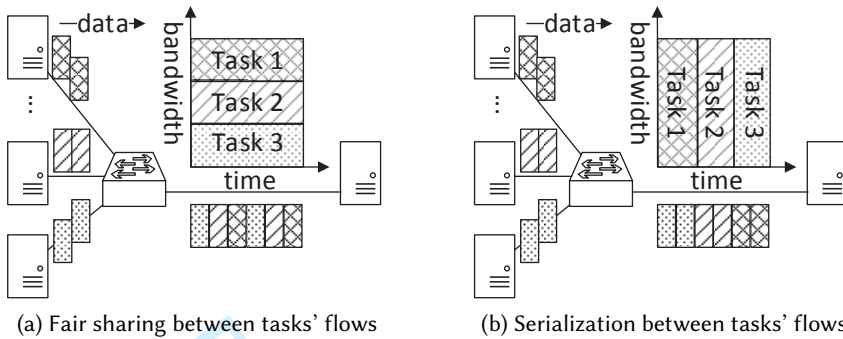 data
bandwidth
Task 1
Task 2
Task 3
time
...
(a) Fair sharing between tasks' flows
data
bandwidth
Task 1
Task 2
Task 3
time
...
(b) Serialization between tasks' flows